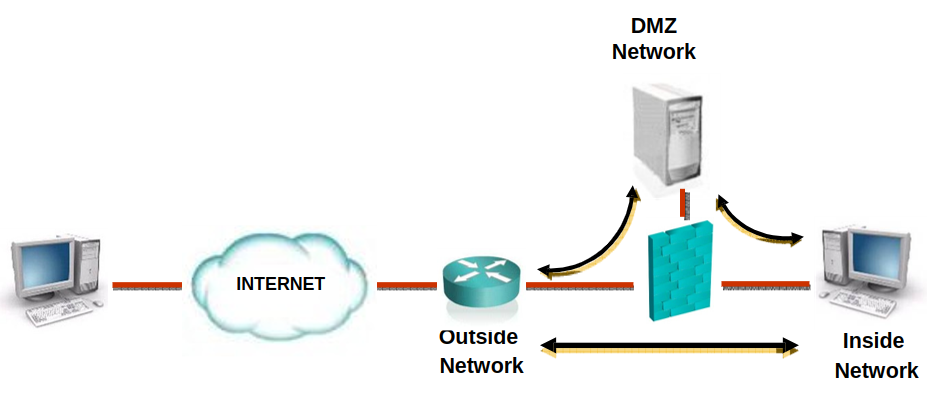 DMZ
Network
INTERNET
Outside
Network
Inside
Network